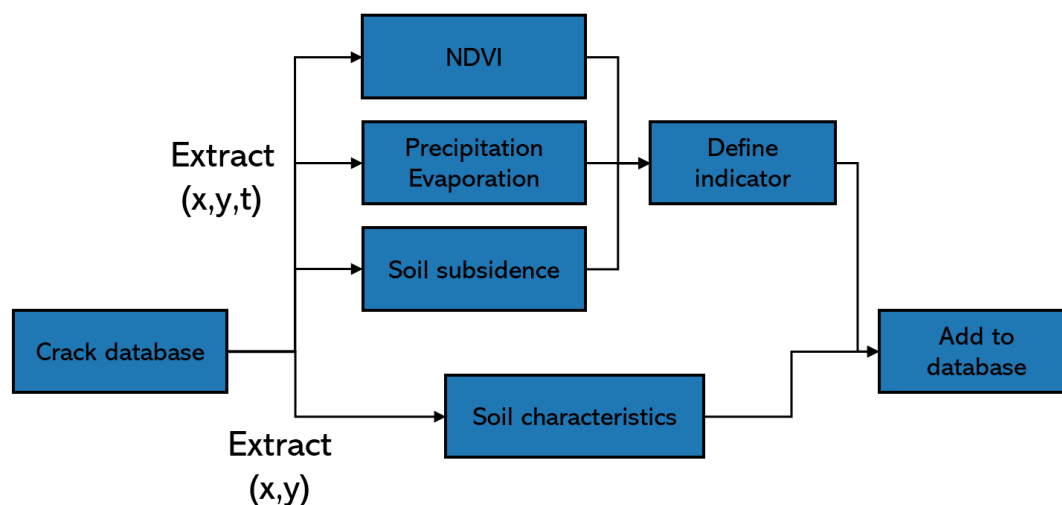 NDVI
Extract
(x,y,t)
Precipitation
Evaporation
Define
indicator
Soil subsidence
Crack database
Add to
database
Soil characteristics
Extract
(x,y)